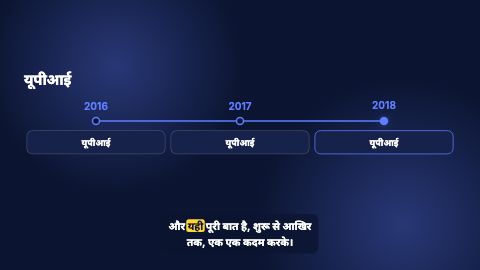 यूपीआई
2016 2017 2018
यूपीआई यूपीआई यूपीआई
और यही पूरी बात है, शुरू से आखिर
तक, एक एक कदम करके।